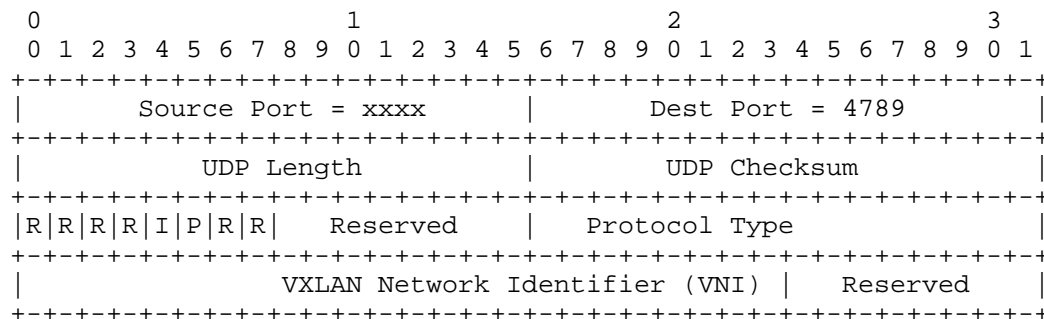 0                   1                   2                   3
 0 1 2 3 4 5 6 7 8 9 0 1 2 3 4 5 6 7 8 9 0 1 2 3 4 5 6 7 8 9 0 1
+-+-+-+-+-+-+-+-+-+-+-+-+-+-+-+-+-+-+-+-+-+-+-+-+-+-+-+-+-+-+-+-+
|       Source Port = xxxx      |       Dest Port = 4789        |
+-+-+-+-+-+-+-+-+-+-+-+-+-+-+-+-+-+-+-+-+-+-+-+-+-+-+-+-+-+-+-+-+
|           UDP Length          |        UDP Checksum           |
+-+-+-+-+-+-+-+-+-+-+-+-+-+-+-+-+-+-+-+-+-+-+-+-+-+-+-+-+-+-+-+-+
|R|R|R|R|I|P|R|R|   Reserved    |   Protocol Type               |
+-+-+-+-+-+-+-+-+-+-+-+-+-+-+-+-+-+-+-+-+-+-+-+-+-+-+-+-+-+-+-+-+
|                VXLAN Network Identifier (VNI) |   Reserved    |
+-+-+-+-+-+-+-+-+-+-+-+-+-+-+-+-+-+-+-+-+-+-+-+-+-+-+-+-+-+-+-+-+